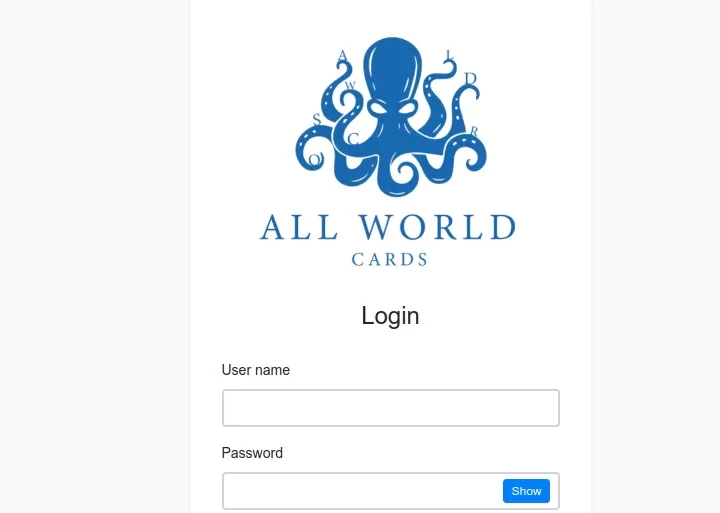 A L
W D
S C R
O
ALL WORLD
CARDS
Login
User name
Password
Show